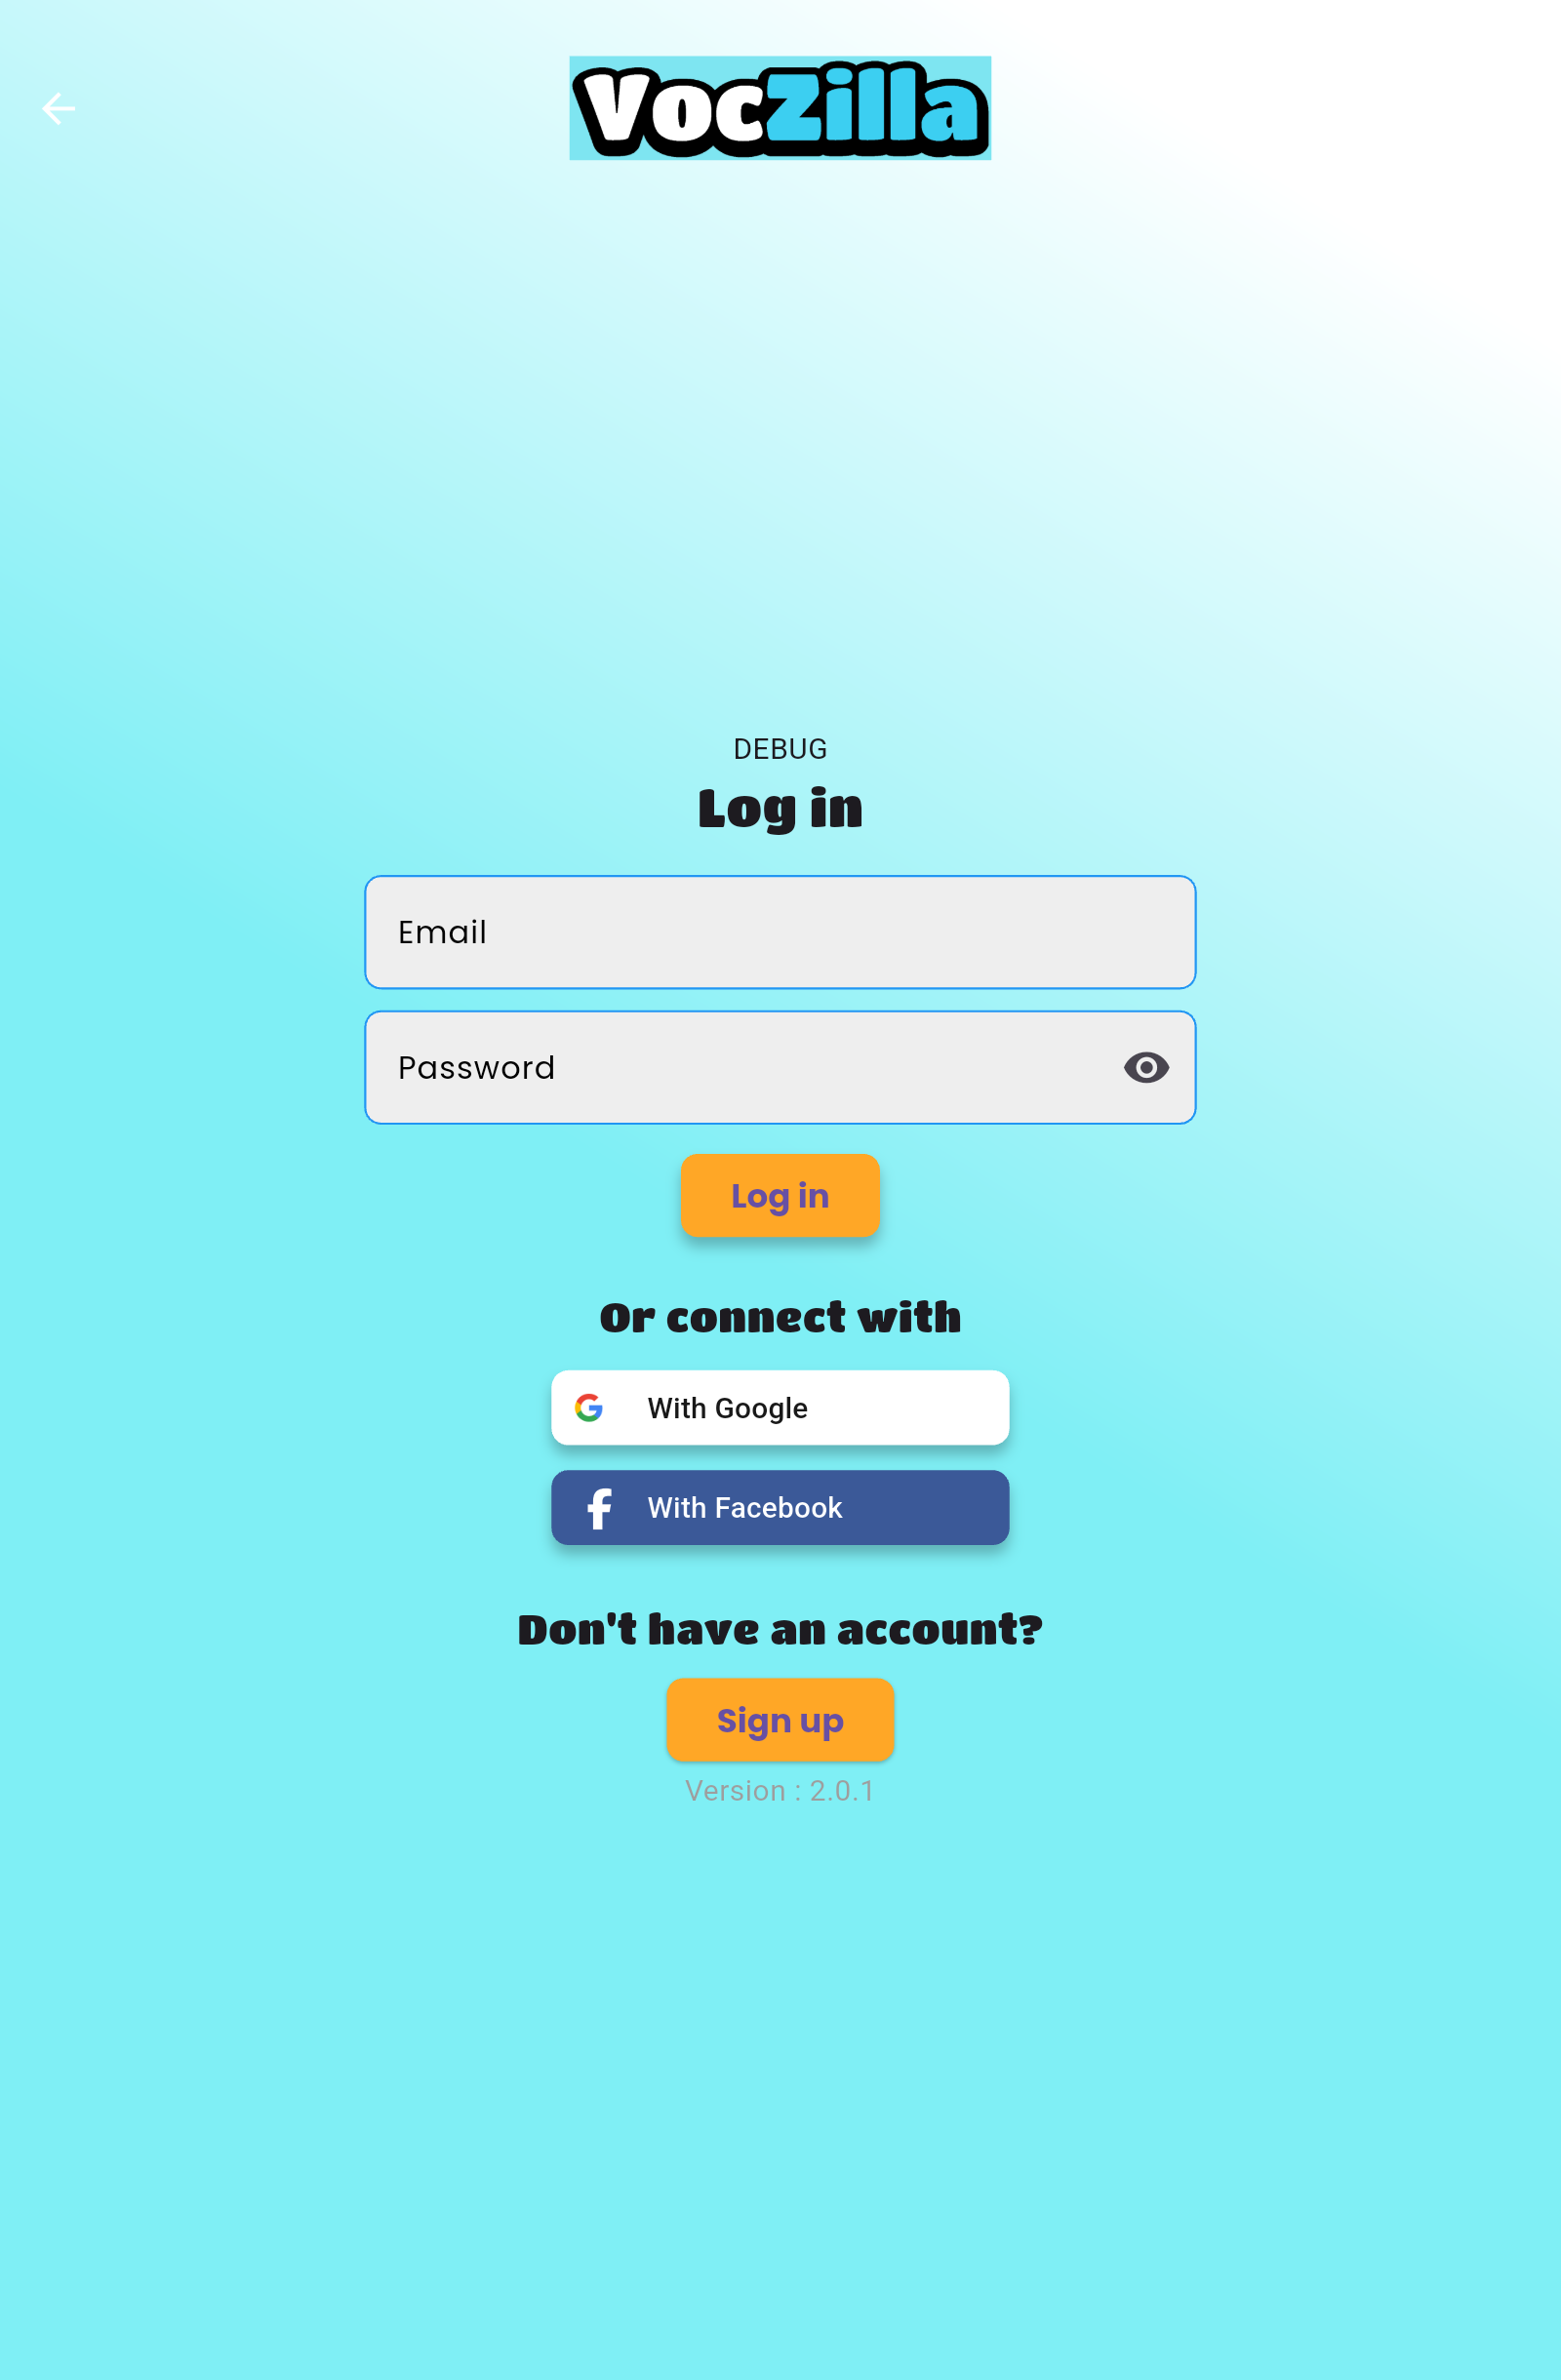 VocZilla
DEBUG
Log in
Email
Password
Log in
Or connect with
With Google
With Facebook
Don't have an account?
Sign up
Version : 2.0.1